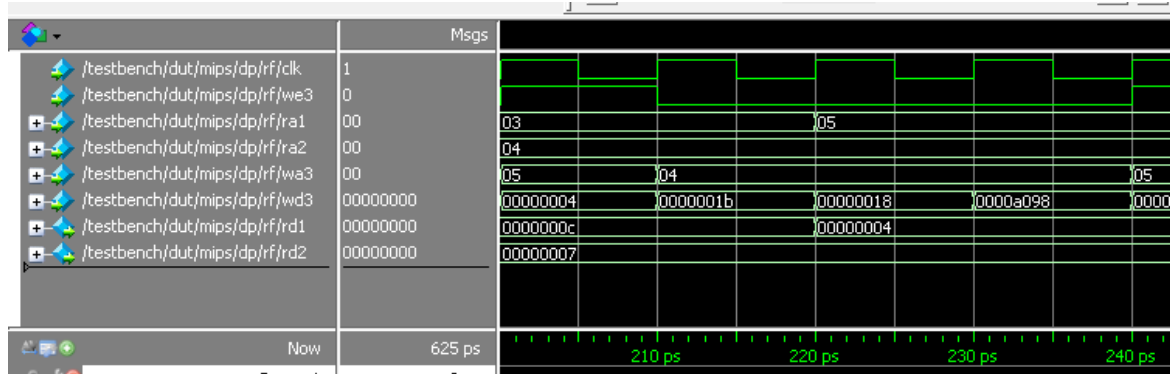 Msgs
/testbench/dut/mips/dp/rf/clk 1
/testbench/dut/mips/dp/rf/we3 0
/testbench/dut/mips/dp/rf/ra1 00 03 05
/testbench/dut/mips/dp/rf/ra2 00 04
/testbench/dut/mips/dp/rf/wa3 00 05 04 05
/testbench/dut/mips/dp/rf/wd3 00000000 00000004 0000001b 00000018 0000a098 0000
/testbench/dut/mips/dp/rf/rd1 00000000 0000000c 00000004
/testbench/dut/mips/dp/rf/rd2 00000000 00000007
Now 625 ps 210 ps 220 ps 230 ps 240 ps